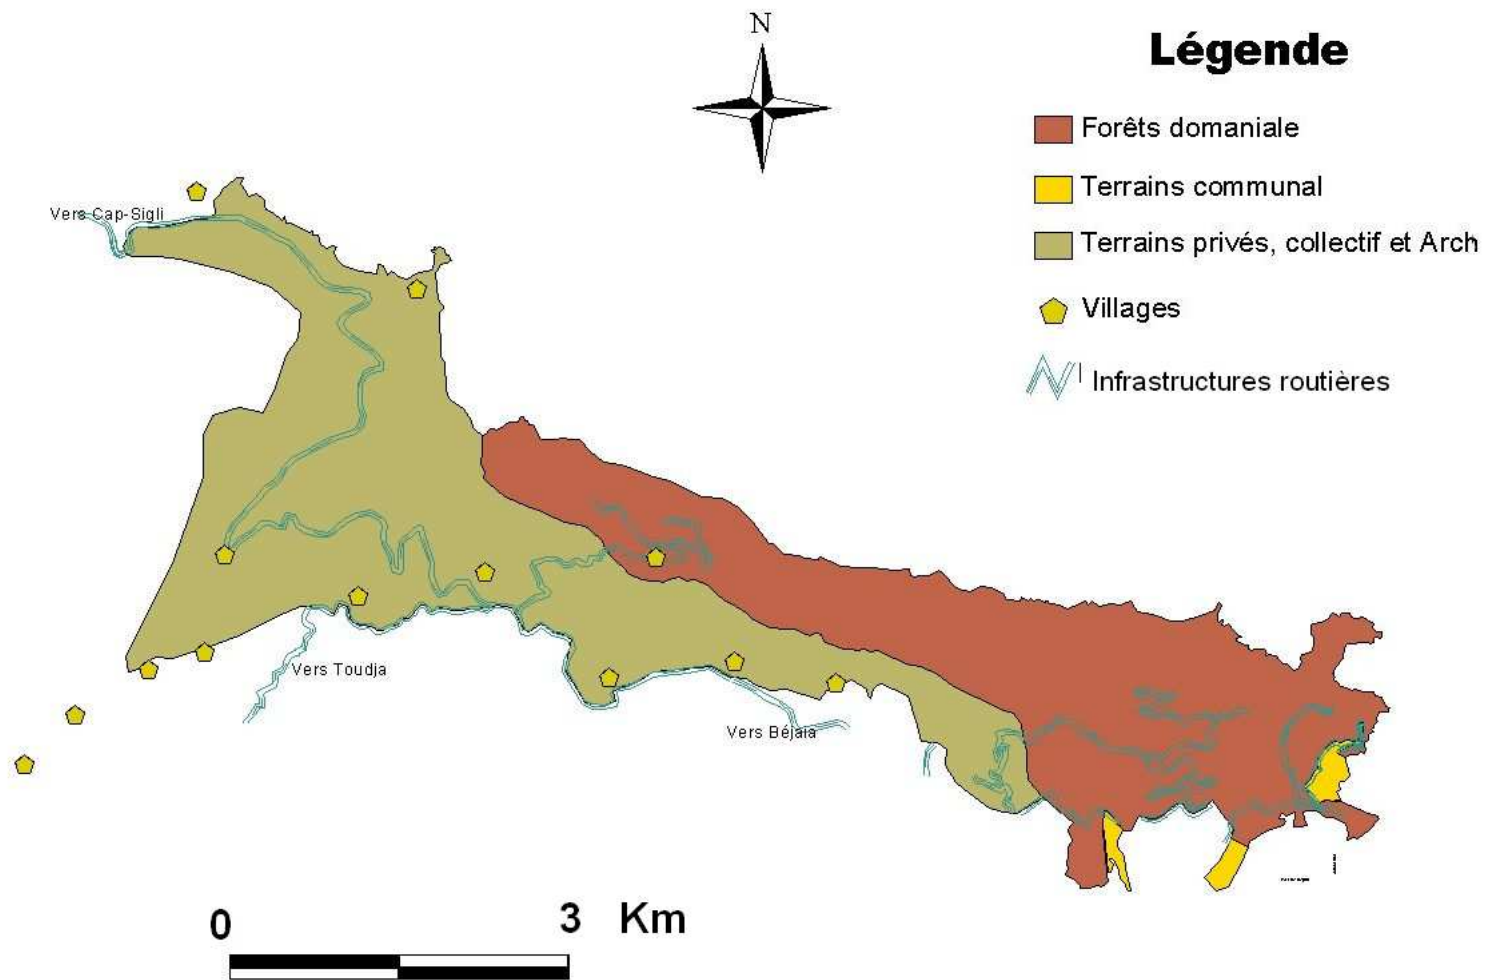 N
Légende
Forêts domaniale
Terrains communal
Terrains privés, collectif et Arch
Villages
Infrastructures routières
Vers Cap-Sigli
Vers Toudja
Vers Béjaia
0 3 Km